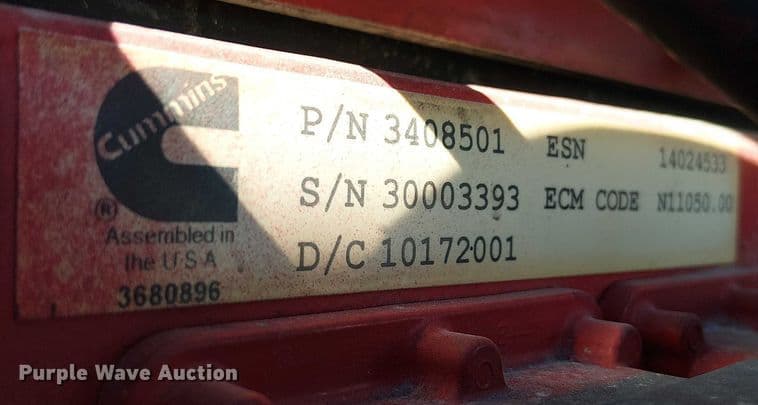 Cummins
®
Assembled in
the U S A
3680896
P/N 3408501
S/N 30003393
D/C 10172001
ESN 14024533
ECM CODE N11050.00
Purple Wave Auction